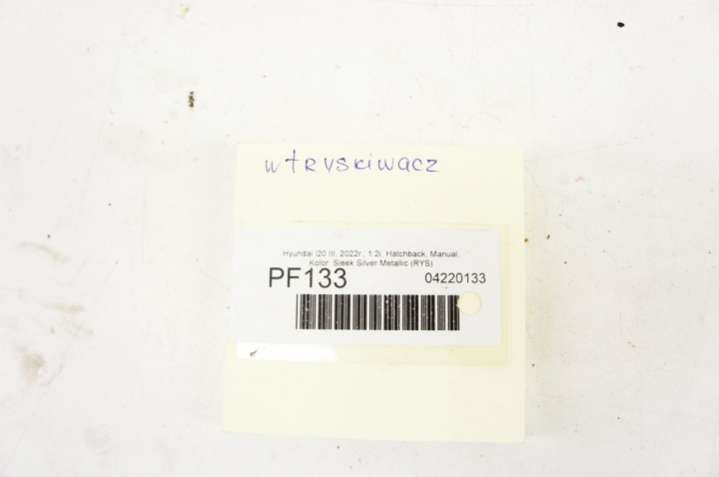 wtryskiwacz
Hyundai I20 III, 2022r., 1.2i, Hatchback, Manual,
Kolor: Sleek Silver Metallic (RYS)
PF133 04220133